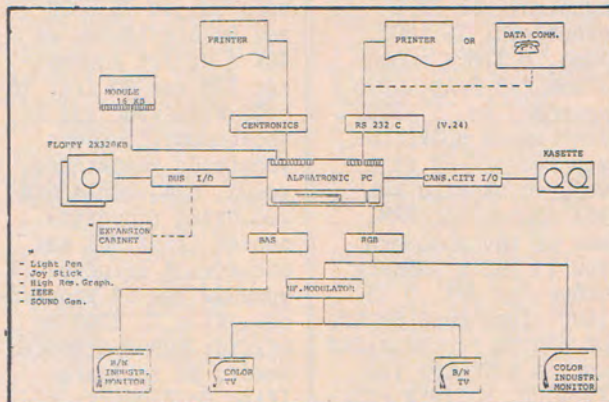 PRINTER
PRINTER
OR
DATA COMM.
MODULE
16 KB
CENTRONICS
RS 232 C
(V.24)
FLOPPY 2X320KB
KASETTE
BUS I/O
ALPHATRONIC PC
CANS.CITY I/O
EXPANSION
CABINET
BAS
RGB
- Light Pen
- Joy Stick
- High Res.Graph.
- IEEE
- SOUND Gen.
HF.MODULATOR
B/W
INDUSTR.
MONITOR
COLOR
TV
B/W
TV
COLOR
INDUSTR.
MONITOR